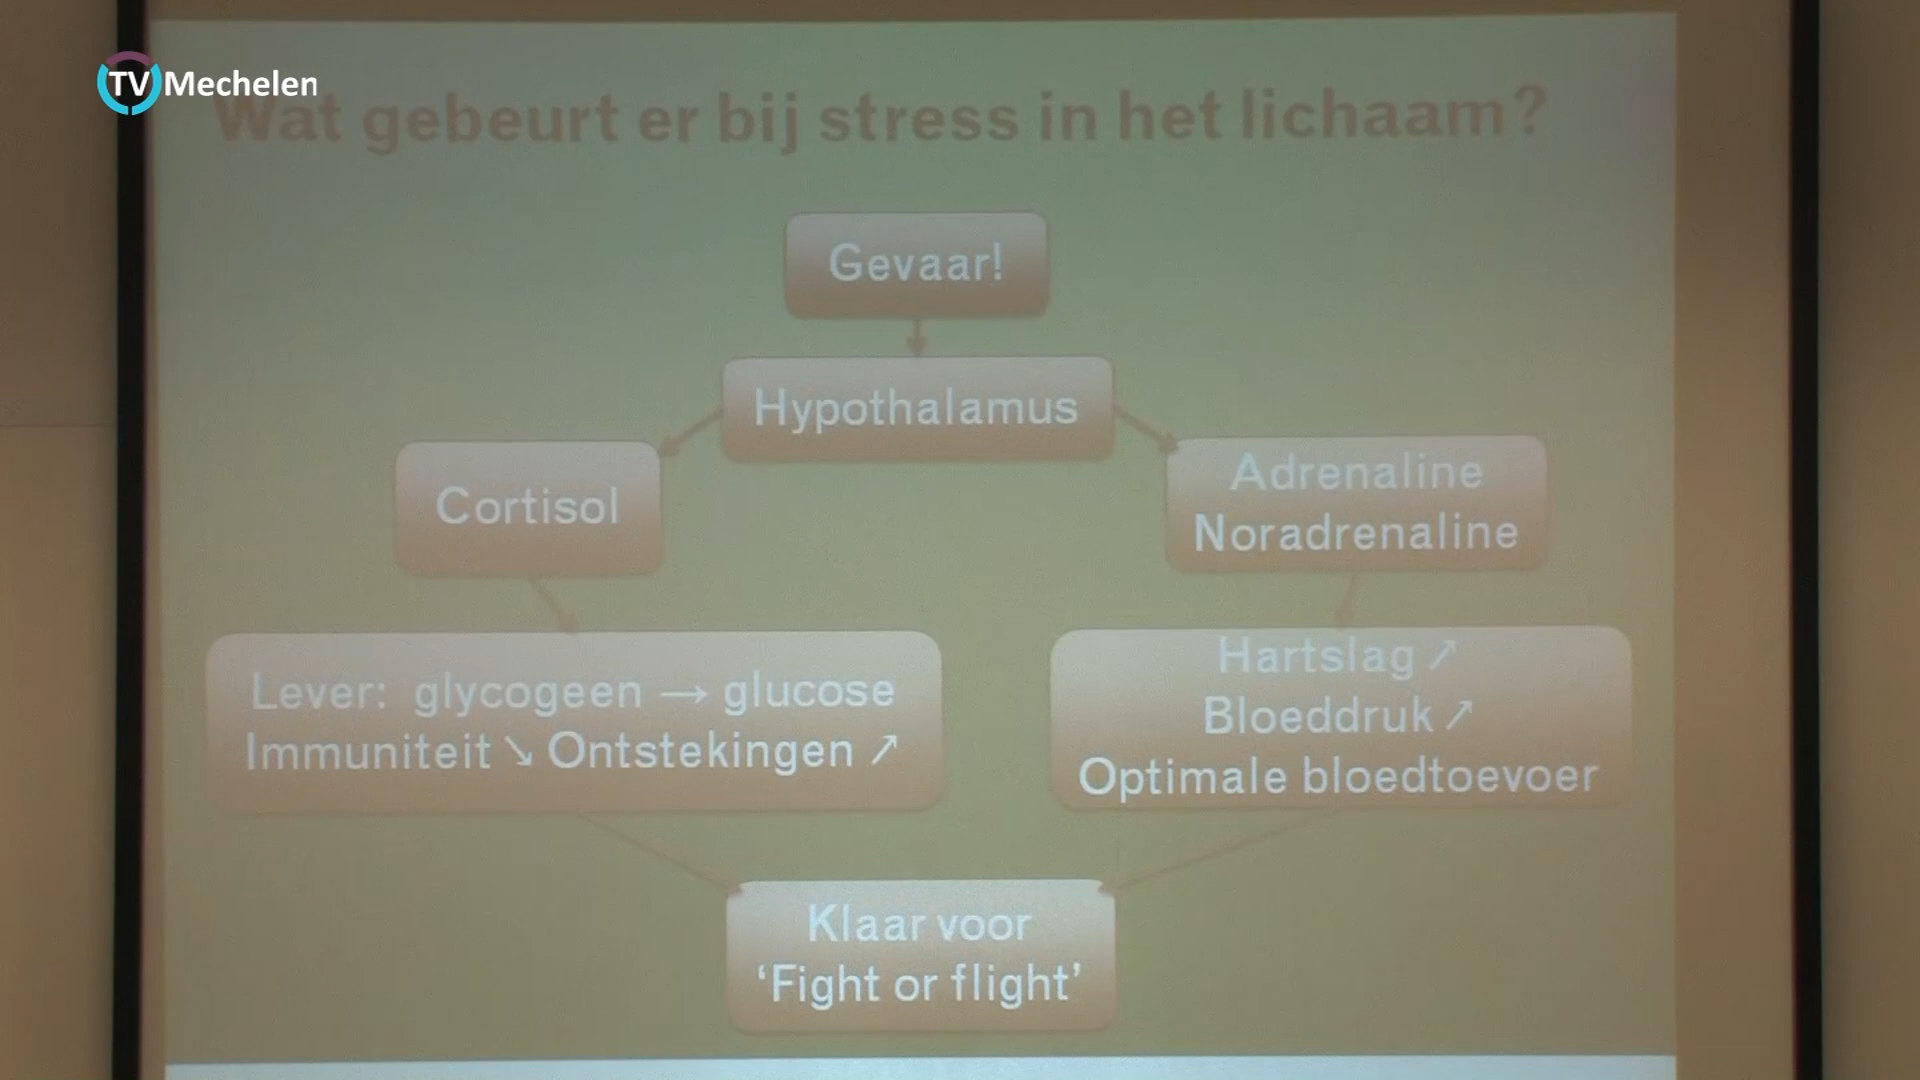 TV Mechelen
Wat gebeurt er bij stress in het lichaam?
Gevaar!
Hypothalamus
Cortisol
Adrenaline
Noradrenaline
Lever: glycogeen → glucose
Immuniteit ↘ Ontstekingen ↗
Hartslag ↗
Bloeddruk ↗
Optimale bloedtoevoer
Klaar voor
‘Fight or flight’